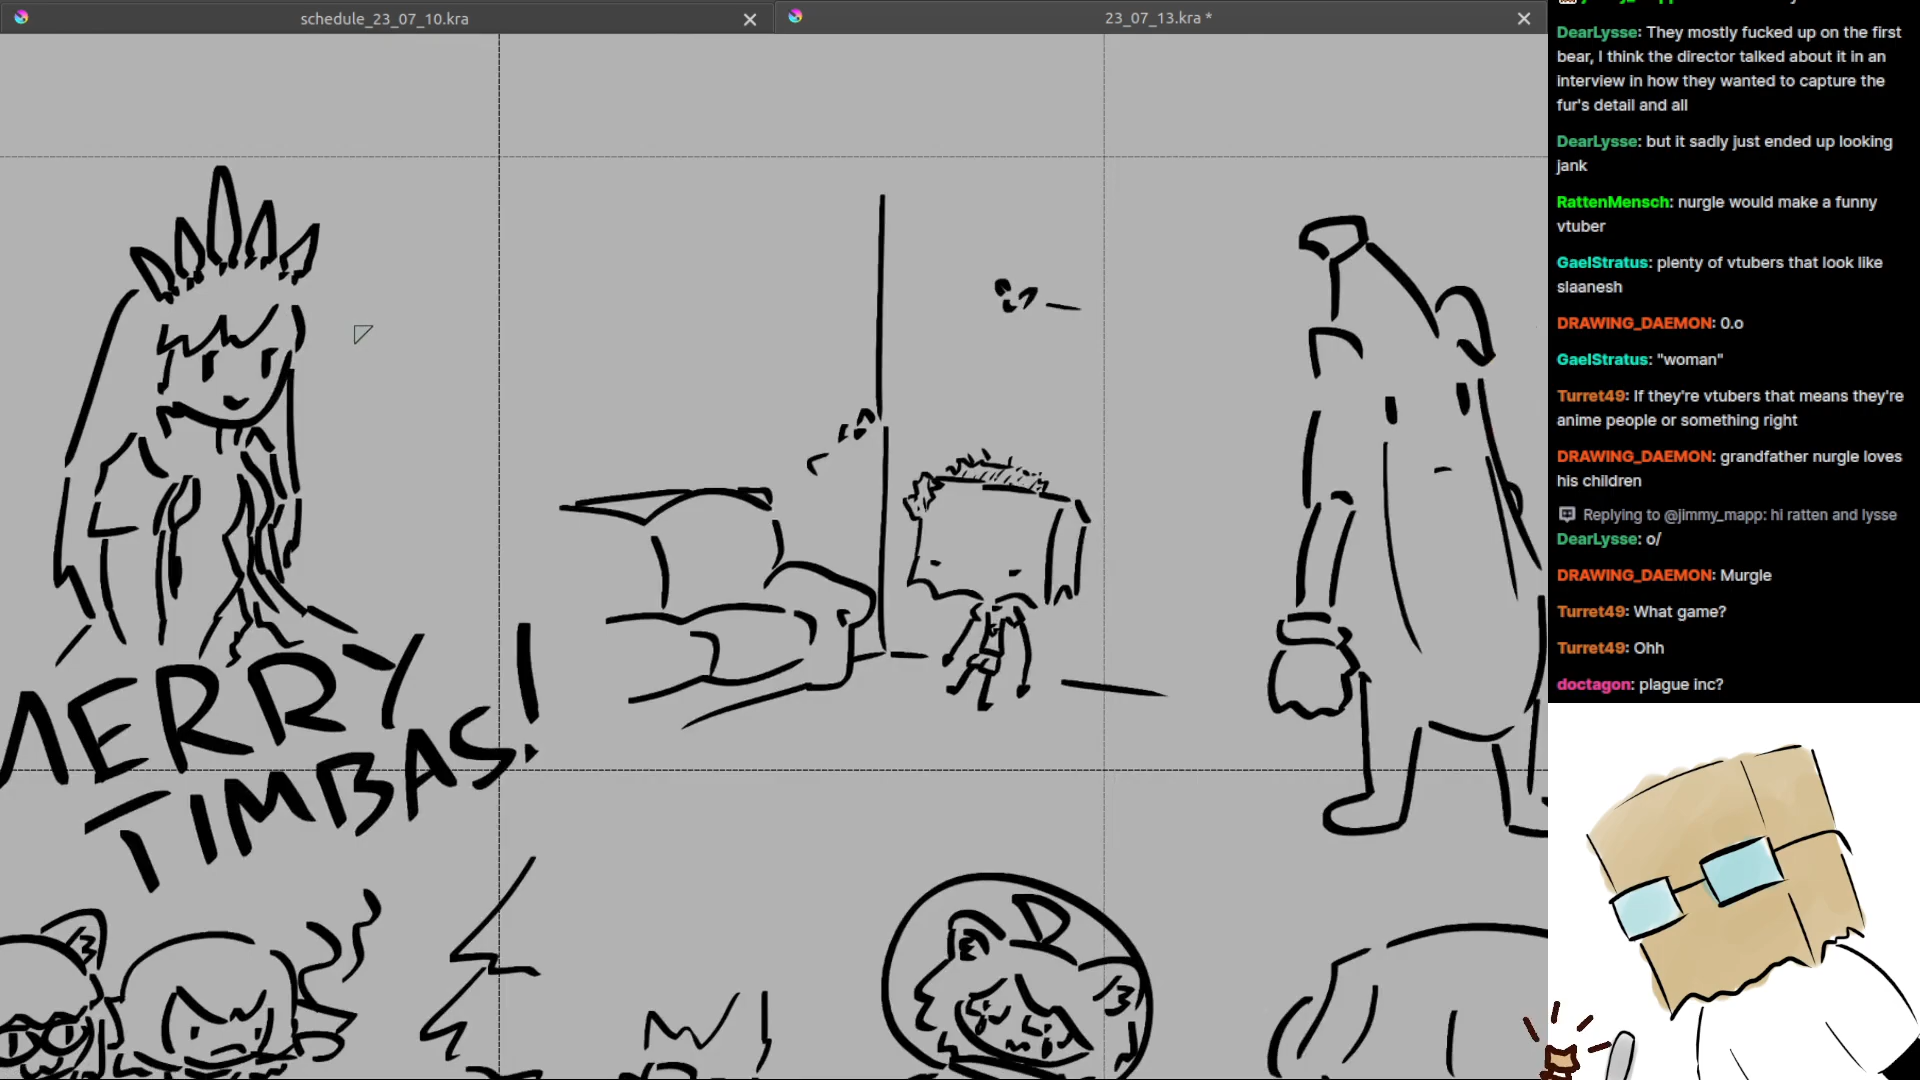 schedule_23_07_10.kra
23_07_13.kra *
DearLysse: They mostly fucked up on the first
bear, I think the director talked about it in an
interview in how they wanted to capture the
fur's detail and all
DearLysse: but it sadly just ended up looking
jank
RattenMensch: nurgle would make a funny
vtuber
GaelStratus: plenty of vtubers that look like
slaanesh
DRAWING_DAEMON: 0.o
GaelStratus: "woman"
Turret49: If they're vtubers that means they're
anime people or something right
DRAWING_DAEMON: grandfather nurgle loves
his children
Replying to @jimmy_mapp: hi ratten and lysse
DearLysse: o/
DRAWING_DAEMON: Murgle
Turret49: What game?
Turret49: Ohh
doctagon: plague inc?
MERRY
TIMBAS!